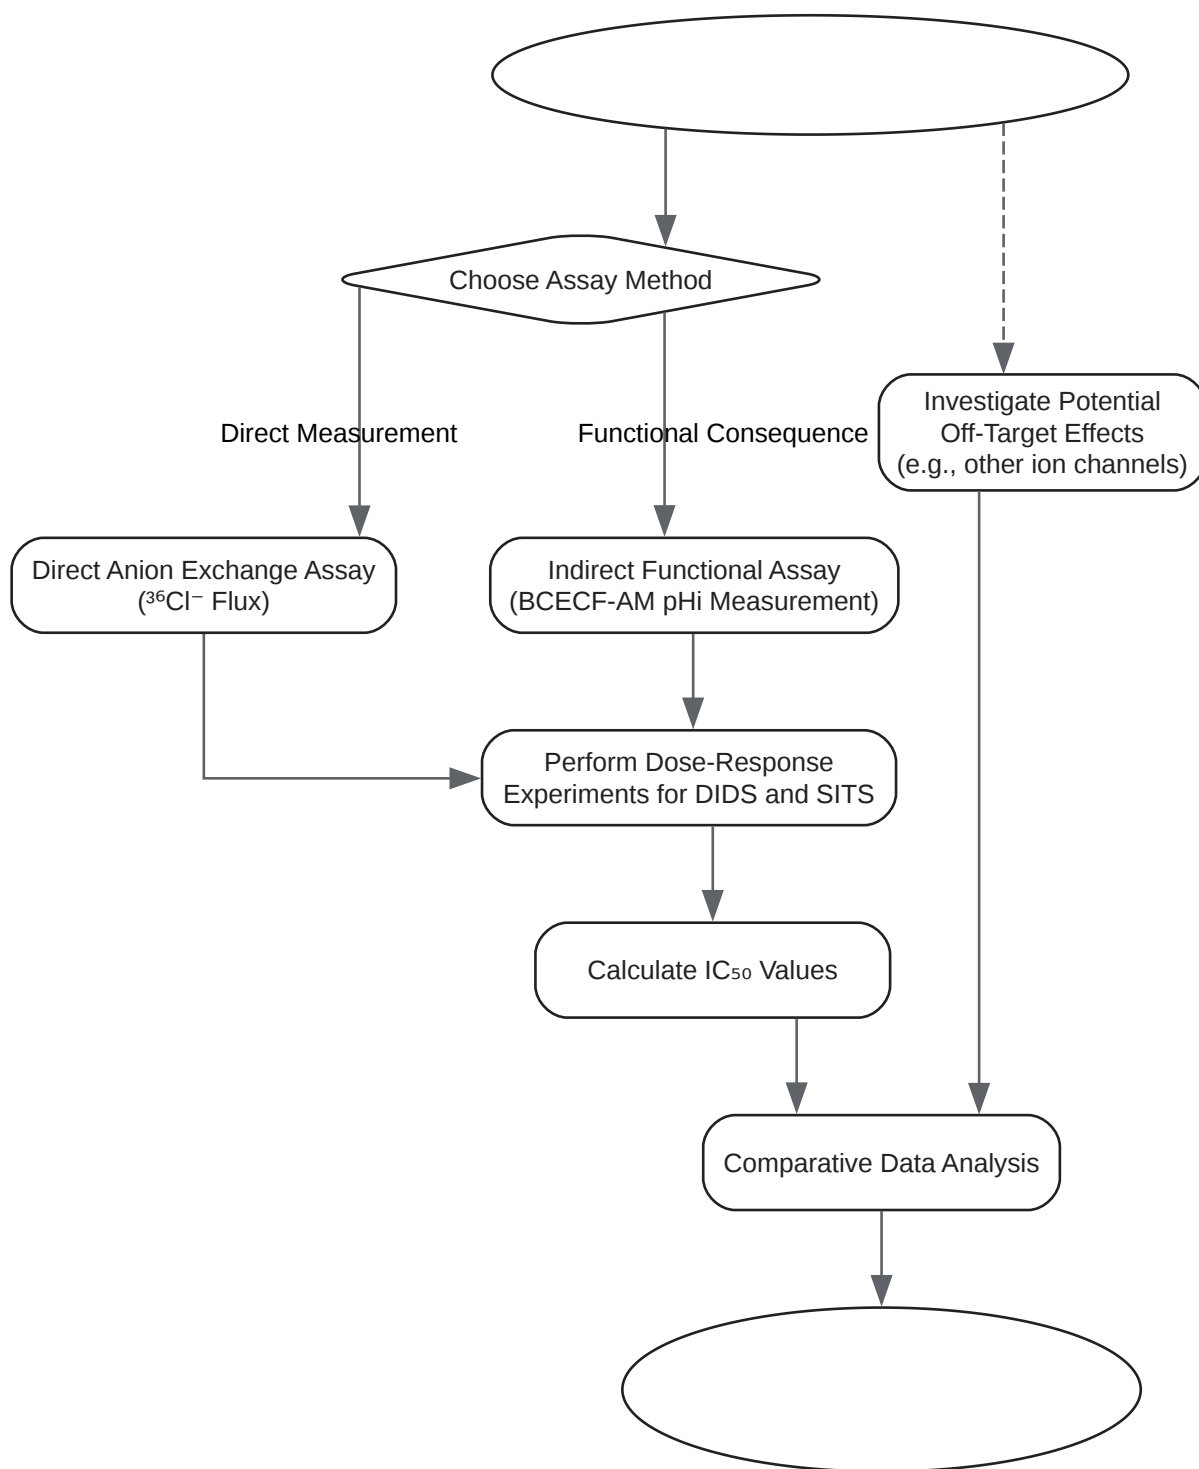 Choose Assay Method
Investigate Potential
Off-Target Effects
(e.g., other ion channels)
Direct Measurement
Functional Consequence
Direct Anion Exchange Assay
(³⁶Cl⁻ Flux)
Indirect Functional Assay
(BCECF-AM pHi Measurement)
Perform Dose-Response
Experiments for DIDS and SITS
Calculate IC₅₀ Values
Comparative Data Analysis